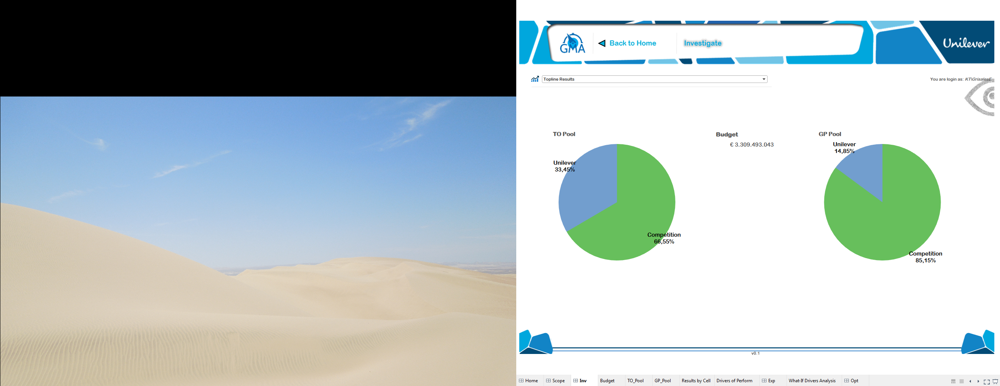 GMA
Back to Home
Investigate
Unilever
Topline Results
You are login as: KT\GrisalesE
TO Pool
Unilever
33,45%
Competition
66,55%
Budget
€ 3.309.493.043
GP Pool
Unilever
14,85%
Competition
85,15%
v0.1
Home Scope Inv Budget TO_Pool GP_Pool Results by Cell Drivers of Perform Exp What-If Drivers Analysis Opt